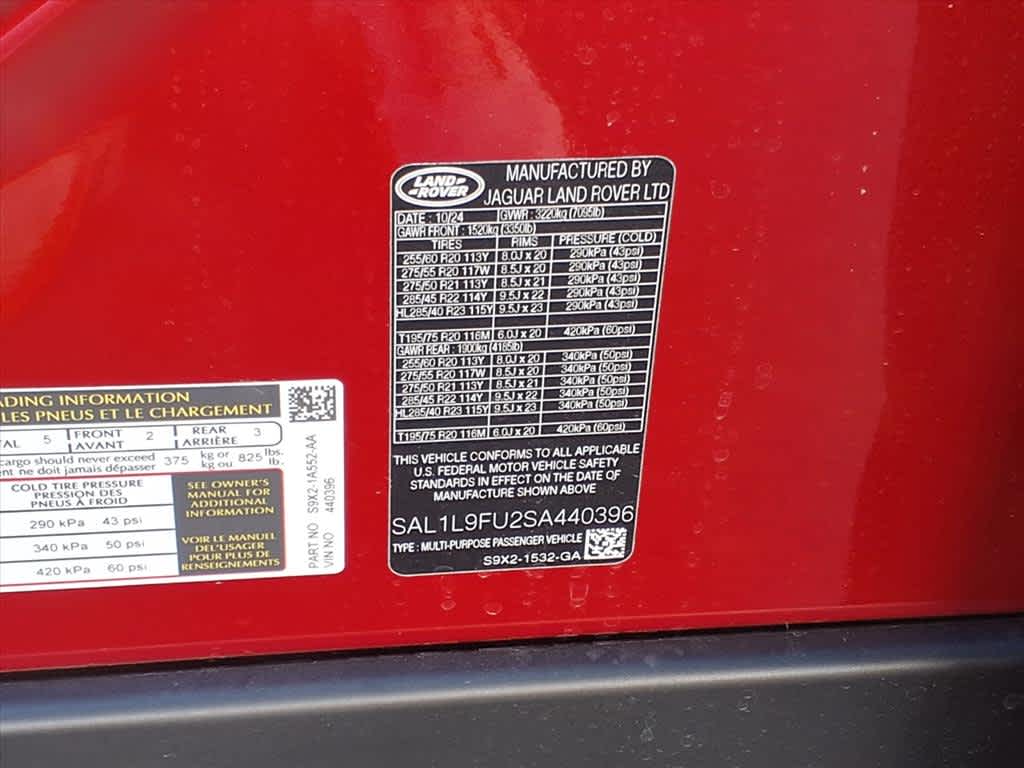 LAND ROVER
MANUFACTURED BY
JAGUAR LAND ROVER LTD
DATE : 10/24 GVWR : 3220kg (7095lb)
GAWR FRONT : 1520kg (3350lb)
TIRES RIMS PRESSURE (COLD)
255/60 R20 113Y 8.0J x 20 290kPa (43psi)
275/55 R20 117W 8.5J x 20 290kPa (43psi)
275/50 R21 113Y 8.5J x 21 290kPa (43psi)
285/45 R22 114Y 9.5J x 22 290kPa (43psi)
HL285/40 R23 115Y 9.5J x 23 290kPa (43psi)
T195/75 R20 116M 6.0J x 20 420kPa (60psi)
GAWR REAR : 1900kg (4185lb)
255/60 R20 113Y 8.0J x 20 340kPa (50psi)
275/55 R20 117W 8.5J x 20 340kPa (50psi)
275/50 R21 113Y 8.5J x 21 340kPa (50psi)
285/45 R22 114Y 9.5J x 22 340kPa (50psi)
HL285/40 R23 115Y 9.5J x 23 340kPa (50psi)
T195/75 R20 116M 6.0J x 20 420kPa (60psi)
THIS VEHICLE CONFORMS TO ALL APPLICABLE
U.S. FEDERAL MOTOR VEHICLE SAFETY
STANDARDS IN EFFECT ON THE DATE OF
MANUFACTURE SHOWN ABOVE
SAL1L9FU2SA440396
TYPE : MULTI-PURPOSE PASSENGER VEHICLE
S9X2-1532-GA
ADING INFORMATION
LES PNEUS ET LE CHARGEMENT
TAL 5 FRONT 2 REAR 3
AVANT ARRIÈRE
cargo should never exceed 375 kg or 825 lbs.
ent ne doit jamais dépasser kg ou lb.
COLD TIRE PRESSURE
PRESSION DES
PNEUS À FROID
290 kPa 43 psi
340 kPa 50 psi
420 kPa 60 psi
SEE OWNER'S
MANUAL FOR
ADDITIONAL
INFORMATION
VOIR LE MANUEL
DE L'USAGER
POUR PLUS DE
RENSEIGNEMENTS
PART NO S9X2-1A552-AA
VIN NO 440396